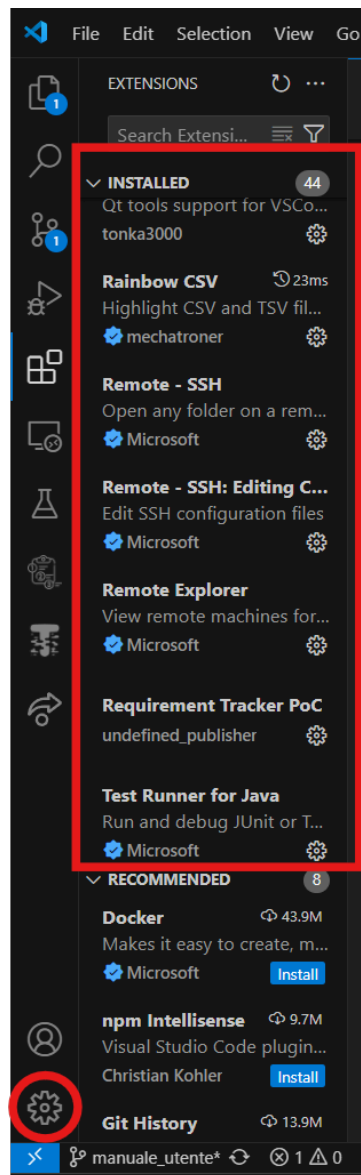 File Edit Selection View Go
EXTENSIONS
Search Extensi...
INSTALLED 44
Qt tools support for VSCo...
tonka3000
Rainbow CSV 23ms
Highlight CSV and TSV fil...
mechatroner
Remote - SSH
Open any folder on a rem...
Microsoft
Remote - SSH: Editing C...
Edit SSH configuration files
Microsoft
Remote Explorer
View remote machines for...
Microsoft
Requirement Tracker PoC
undefined_publisher
Test Runner for Java
Run and debug JUnit or T...
Microsoft
RECOMMENDED 8
Docker 43.9M
Makes it easy to create, m...
Microsoft Install
npm Intellisense 9.7M
Visual Studio Code plugin...
Christian Kohler Install
Git History 13.9M
manuale_utente* 1 0
1
1